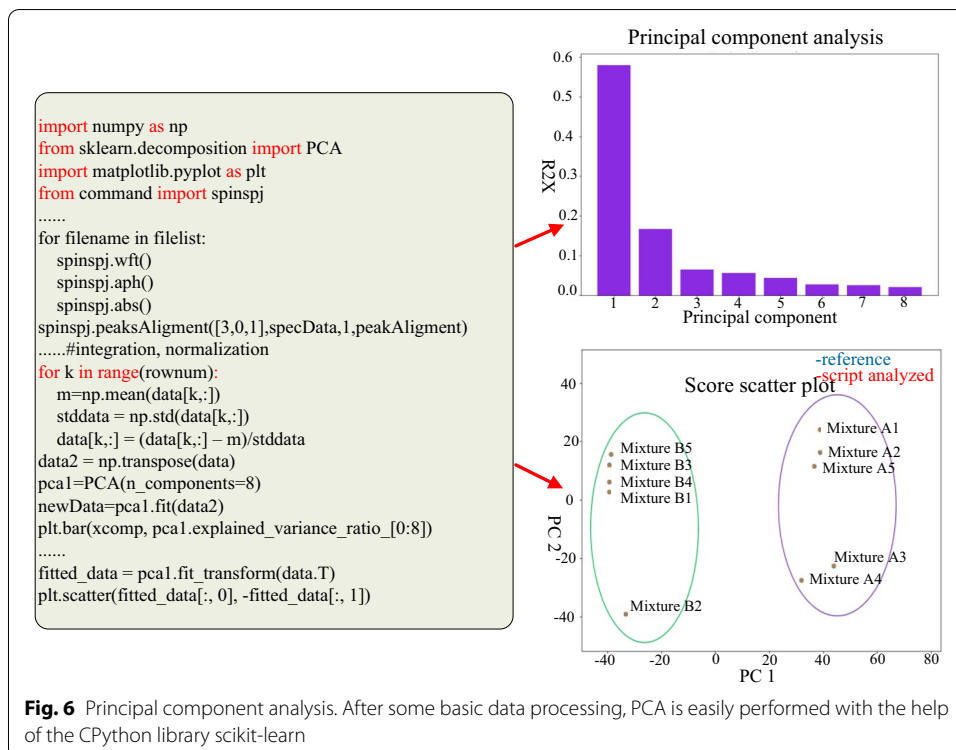 import numpy as np
from sklearn.decomposition import PCA
import matplotlib.pyplot as plt
from command import spinspj
......
for filename in filelist:
spinspj.wft()
spinspj.aph()
spinspj.abs()
spinspj.peaksAligment([3,0,1],specData,1,peakAligment)
......#integration, normalization
for k in range(rownum):
m=np.mean(data[k,:])
stddata = np.std(data[k,:])
data[k,:] = (data[k,:] – m)/stddata
data2 = np.transpose(data)
pca1=PCA(n_components=8)
newData=pca1.fit(data2)
plt.bar(xcomp, pca1.explained_variance_ratio_[0:8])
......
fitted_data = pca1.fit_transform(data.T)
plt.scatter(fitted_data[:, 0], -fitted_data[:, 1])
Principal component analysis
R2X
0.6
0.5
0.4
0.3
0.2
0.1
0.0
1 2 3 4 5 6 7 8
Principal component
-reference
-script analyzed
Score scatter plot
PC 2
40
20
0
-20
-40
Mixture B5
Mixture B3
Mixture B4
Mixture B1
Mixture B2
Mixture A1
Mixture A2
Mixture A5
Mixture A3
Mixture A4
-40 -20 0 20 40 60 80
PC 1
Fig. 6 Principal component analysis. After some basic data processing, PCA is easily performed with the help
of the CPython library scikit-learn